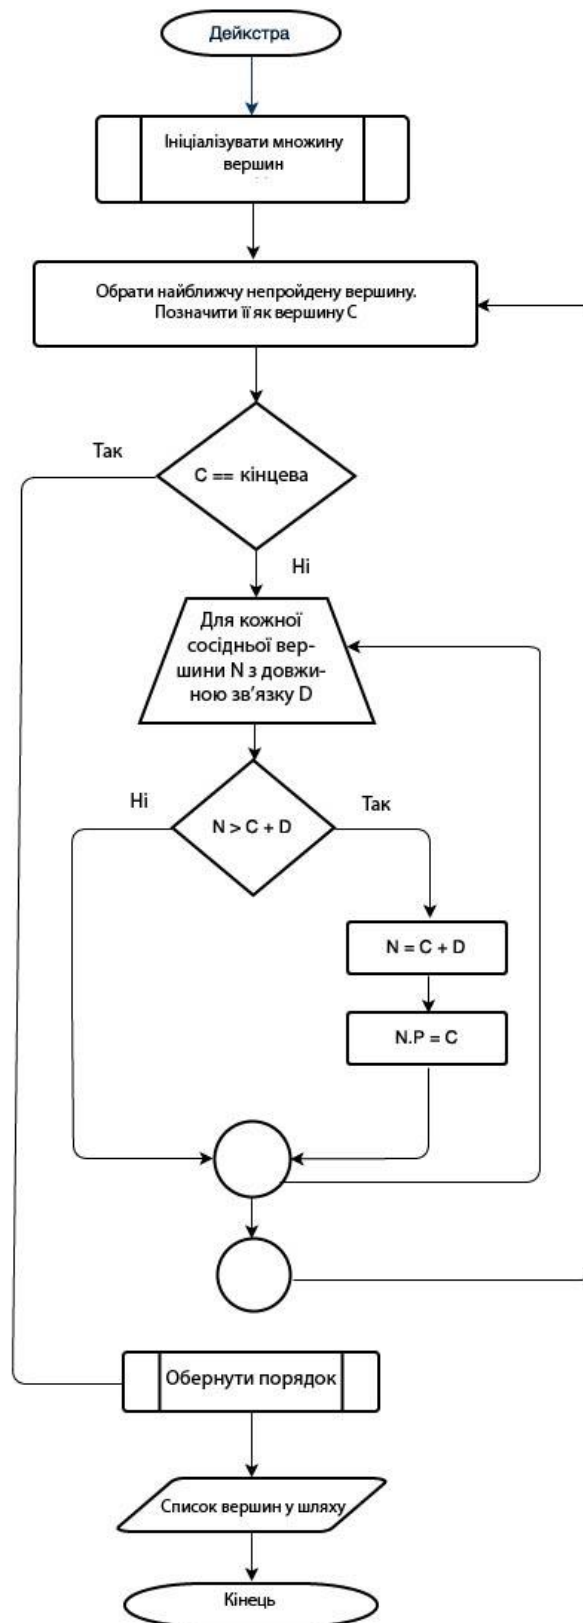 Дейкстра
Ініціалізувати множину
вершин
Обрати найближчу непройдену вершину.
Позначити її як вершину С
Так
C == кінцева
Ні
Для кожної
сосідньої вер-
шини N з довжи-
ною зв’язку D
Ні
Так
N > C + D
N = C + D
N.P = C
Обернути порядок
Список вершин у шляху
Кінець